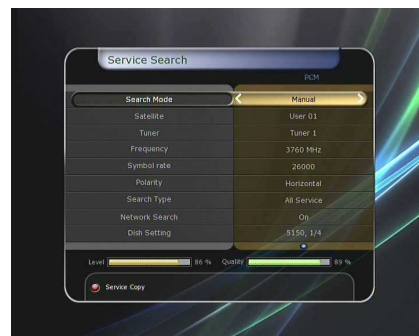 Service Search
PCM
Search Mode Manual
Satellite User 01
Tuner Tuner 1
Frequency 3760 MHz
Symbol rate 26000
Polarity Horizontal
Search Type All Service
Network Search On
Dish Setting 5150, 1/4
Level 86 % Quality 89 %
Service Copy